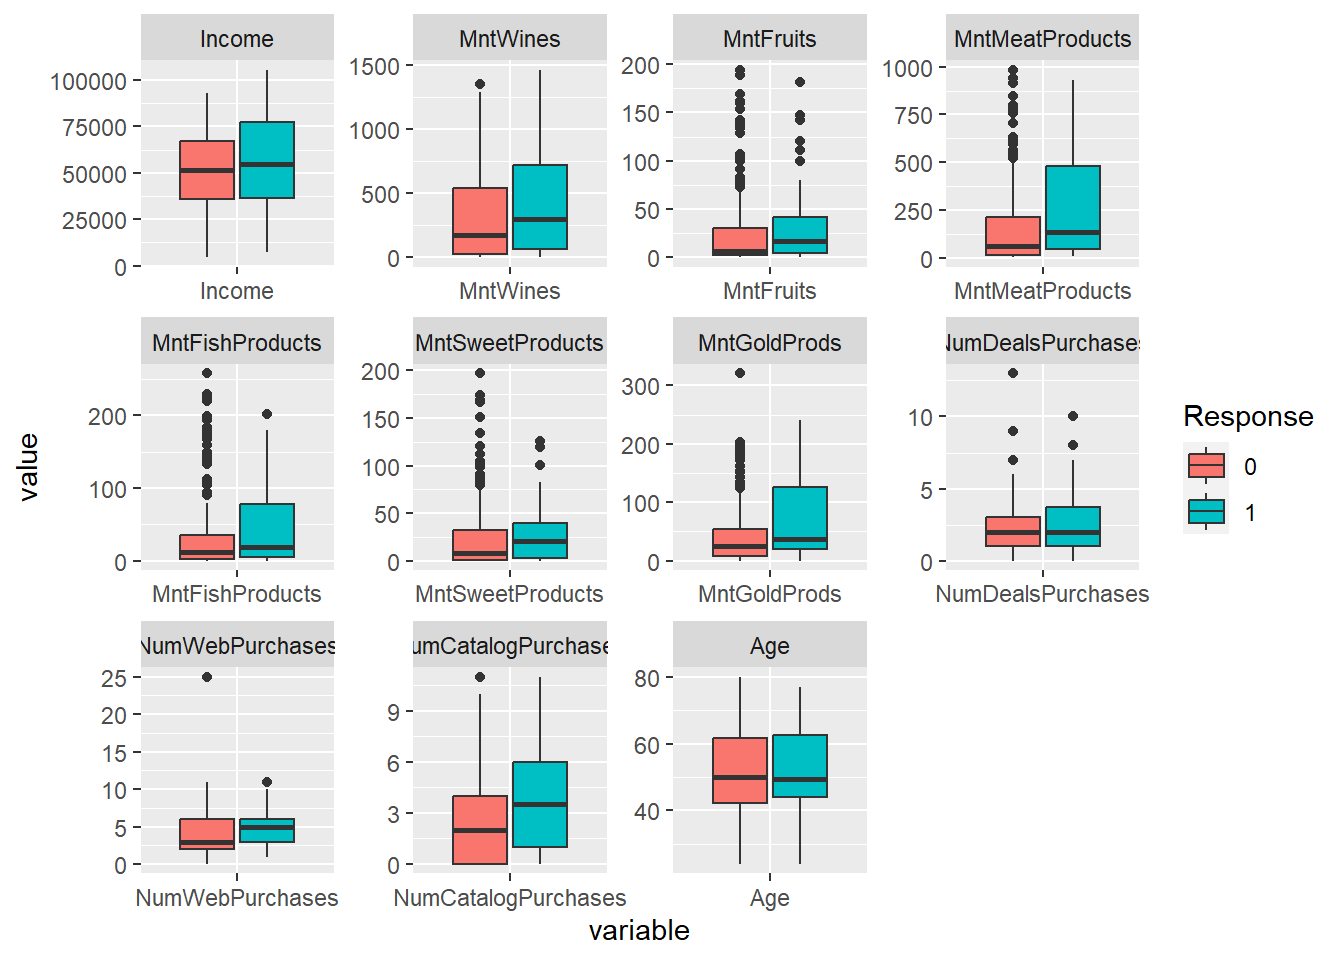 Income
MntWines
MntFruits
MntMeatProducts
100000
75000
50000
25000
0
1500
1000
500
0
200
150
100
50
0
1000
750
500
250
0
Income
MntWines
MntFruits
MntMeatProducts
MntFishProducts
MntSweetProducts
MntGoldProds
NumDealsPurchases
200
100
0
200
150
100
50
0
300
200
100
0
10
5
0
MntFishProducts
MntSweetProducts
MntGoldProds
NumDealsPurchases
NumWebPurchases
umCatalogPurchase
Age
25
20
15
10
5
0
9
6
3
0
80
60
40
NumWebPurchases
NumCatalogPurchases
Age
variable
value
Response
0
1